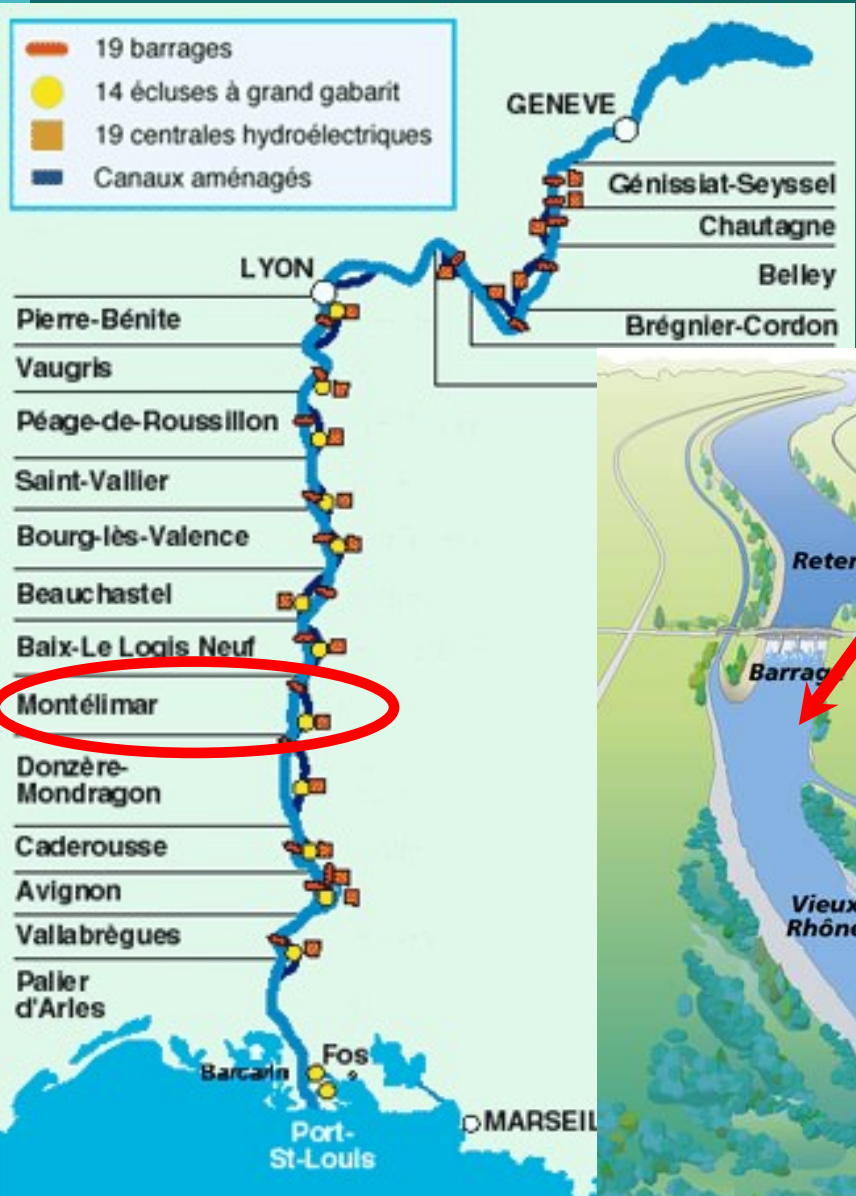 19 barrages
14 écluses à grand gabarit
19 centrales hydroélectriques
Canaux aménagés
GENEVE
Génissiat-Seyssel
Chautagne
Belley
Brégnier-Cordon
LYON
Pierre-Bénite
Vaugris
Péage-de-Roussillon
Saint-Vallier
Bourg-lès-Valence
Beauchastel
Baix-Le Logis Neuf
Montélimar
Donzère-
Mondragon
Caderousse
Avignon
Vallabrègues
Palier
d'Arles
Barcarin
Fos
Port-
St-Louis
MARSEIL
Reter
Barrage
Vieux
Rhône